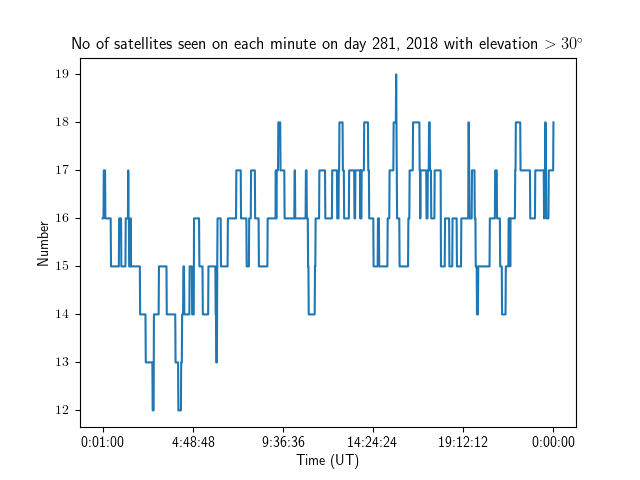 No of satellites seen on each minute on day 281, 2018 with elevation > 30°
19
18
17
16
15
14
13
12
Number
0:01:00 4:48:48 9:36:36 14:24:24 19:12:12 0:00:00
Time (UT)